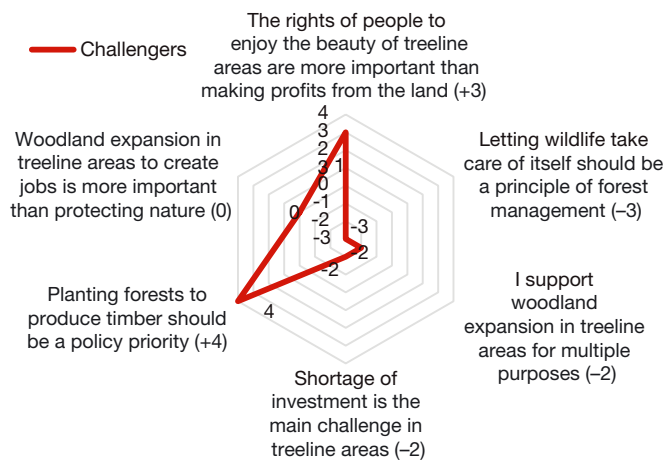 Challengers
The rights of people to
enjoy the beauty of treeline
areas are more important than
making profits from the land (+3)
Woodland expansion in
treeline areas to create
jobs is more important
than protecting nature (0)
Letting wildlife take
care of itself should be
a principle of forest
management (–3)
4
3
2
3
1
0
-1
0
-2
-3
-3
-2
-2
4
Planting forests to
produce timber should
be a policy priority (+4)
I support
woodland
expansion in treeline
areas for multiple
purposes (–2)
Shortage of
investment is the
main challenge in
treeline areas (–2)